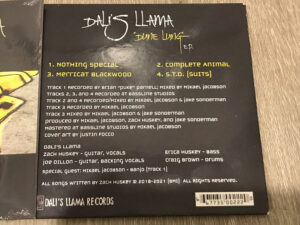 DALI'S LLAMA
DUNE LUNG
E.P.
1. NOTHING SPECIAL
2. COMPLETE ANIMAL
3. MERRICAT BLACKWOOD
4. S.T.D. (SUITS)
TRACK 1 RECORDED BY BRIAN "PUKE" PARNELL; MIXED BY MIKAEL JACOBSON
TRACKS 2, 3, AND 4 RECORDED AT BASSLINE STUDIOS
TRACK 2 AND 4 RECORDED/MIXED BY MIKAEL JACOBSON & JAKE SONDERMAN
TRACK 3 RECORDED BY MIKAEL JACOBSON
TRACK 3 MIXED BY MIKAEL JACOBSON & JAKE SONDERMAN
PRODUCED BY MIKAEL JACOBSON, ZACH HUSKEY, AND JAKE SONDERMAN
MASTERED AT BASSLINE STUDIOS BY MIKAEL JACOBSON
COVER ART BY JUSTIN FOCCO
DALI'S LLAMA
ZACH HUSKEY - GUITAR, VOCALS
ERICA HUSKEY - BASS
JOE DILLON - GUITAR, BACKING VOCALS
CRAIG BROWN - DRUMS
SPECIAL GUEST: MIKAEL JACOBSON - BANJO (TRACK 1)
ALL SONGS WRITTEN BY ZACH HUSKEY © 2018-2021 (BMI) ALL RIGHTS RESERVED.
DALI'S LLAMA RECORDS